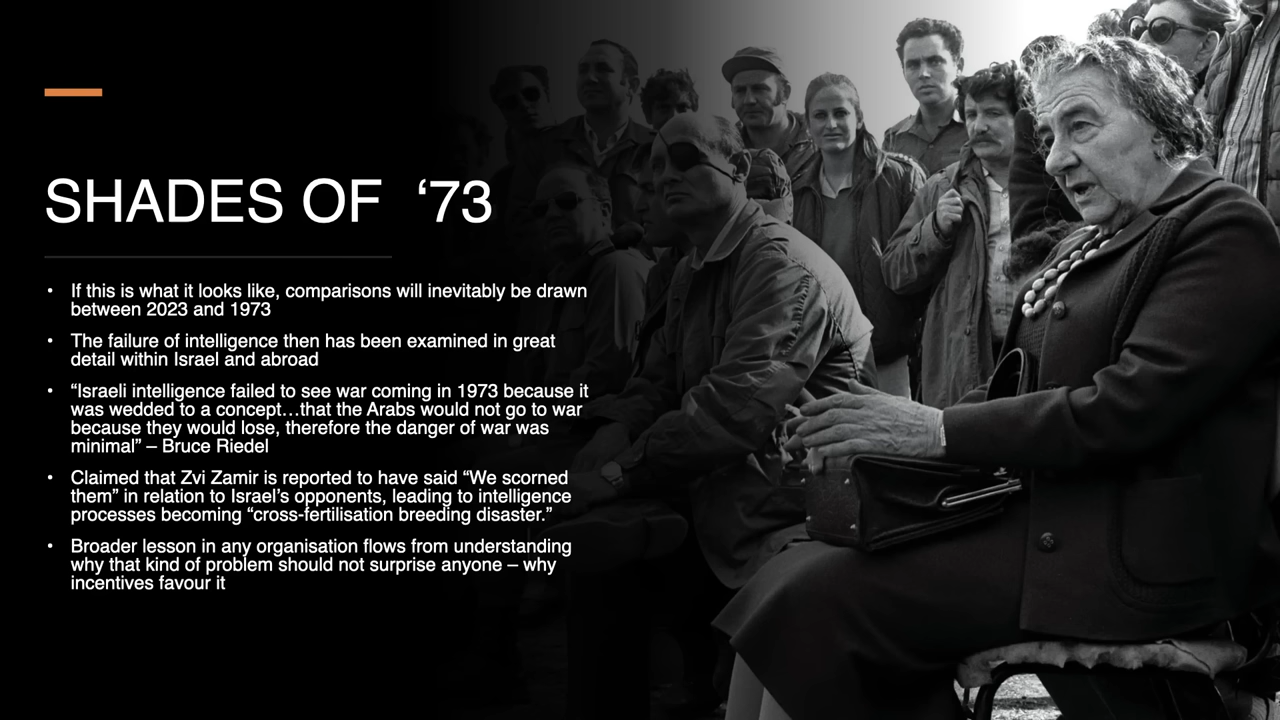 SHADES OF ‘73
• If this is what it looks like, comparisons will inevitably be drawn
between 2023 and 1973
• The failure of intelligence then has been examined in great
detail within Israel and abroad
• “Israeli intelligence failed to see war coming in 1973 because it
was wedded to a concept…that the Arabs would not go to war
because they would lose, therefore the danger of war was
minimal” – Bruce Riedel
• Claimed that Zvi Zamir is reported to have said “We scorned
them” in relation to Israel’s opponents, leading to intelligence
processes becoming “cross-fertilisation breeding disaster.”
• Broader lesson in any organisation flows from understanding
why that kind of problem should not surprise anyone – why
incentives favour it